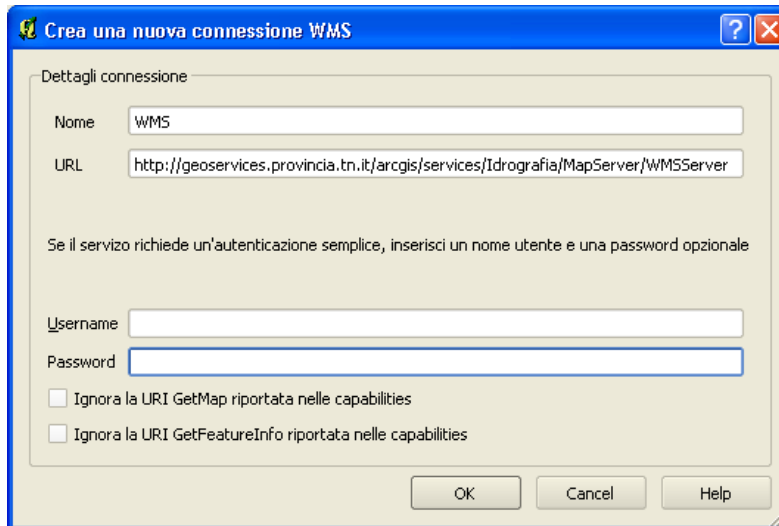 Crea una nuova connessione WMS
Dettagli connessione
Nome WMS
URL http://geoservices.provincia.tn.it/arcgis/services/Idrografia/MapServer/WMSServer
Se il servizo richiede un'autenticazione semplice, inserisci un nome utente e una password opzionale
Username
Password
Ignora la URI GetMap riportata nelle capabilities
Ignora la URI GetFeatureInfo riportata nelle capabilities
OK Cancel Help